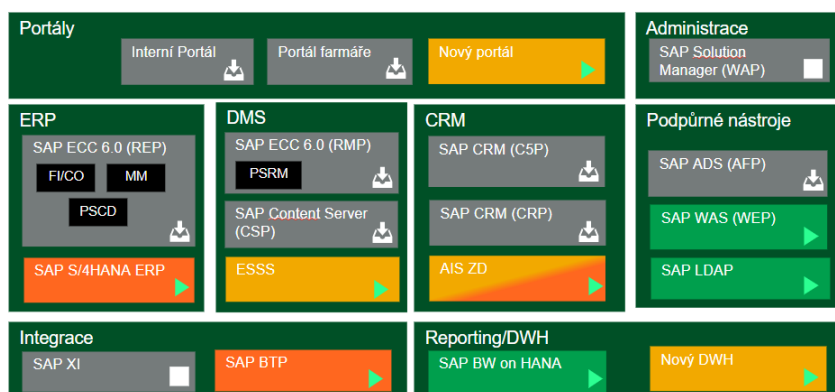 Portály
Interní Portál
Portál farmáře
Nový portál
Administrace
SAP Solution
Manager (WAP)
ERP
SAP ECC 6.0 (REP)
FI/CO
MM
PSCD
SAP S/4HANA ERP
DMS
SAP ECC 6.0 (RMP)
PSRM
SAP Content Server
(CSP)
ESSS
CRM
SAP CRM (C5P)
SAP CRM (CRP)
AIS ZD
Podpůrné nástroje
SAP ADS (AFP)
SAP WAS (WEP)
SAP LDAP
Integrace
SAP XI
SAP BTP
Reporting/DWH
SAP BW on HANA
Nový DWH